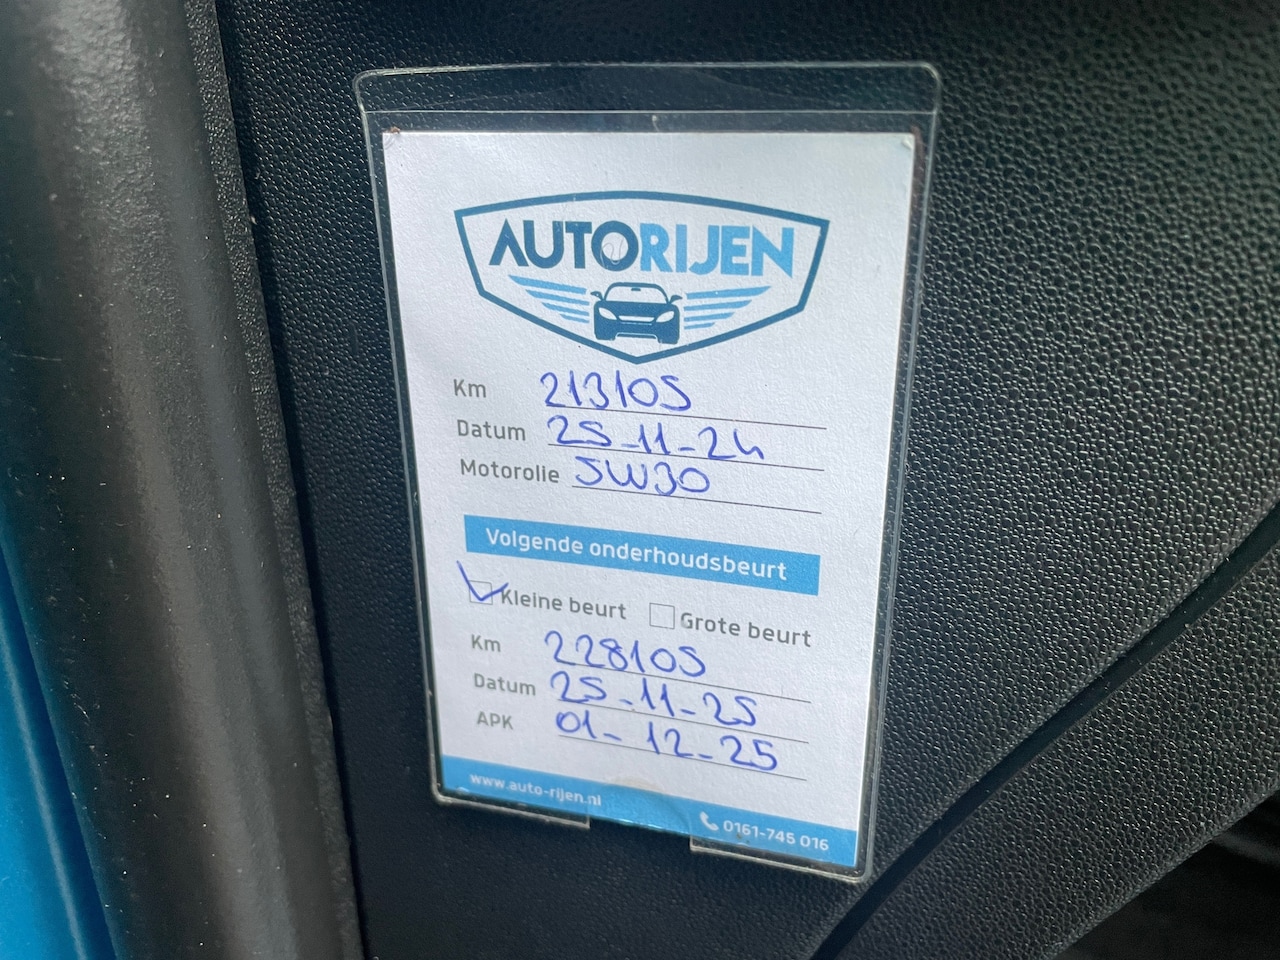 AUTORIJEN
Km 213105
Datum 25-11-24
Motorolie 5W30
Volgende onderhoudsbeurt
Kleine beurt Grote beurt
Km 228105
Datum 25-11-25
APK 01-12-25
www.auto-rijen.nl
0161-745 016